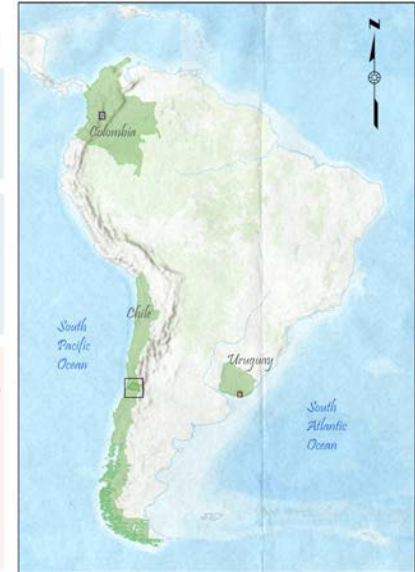 N
Colombia
Chile
Uruguay
South
Pacific
Ocean
South
Atlantic
Ocean